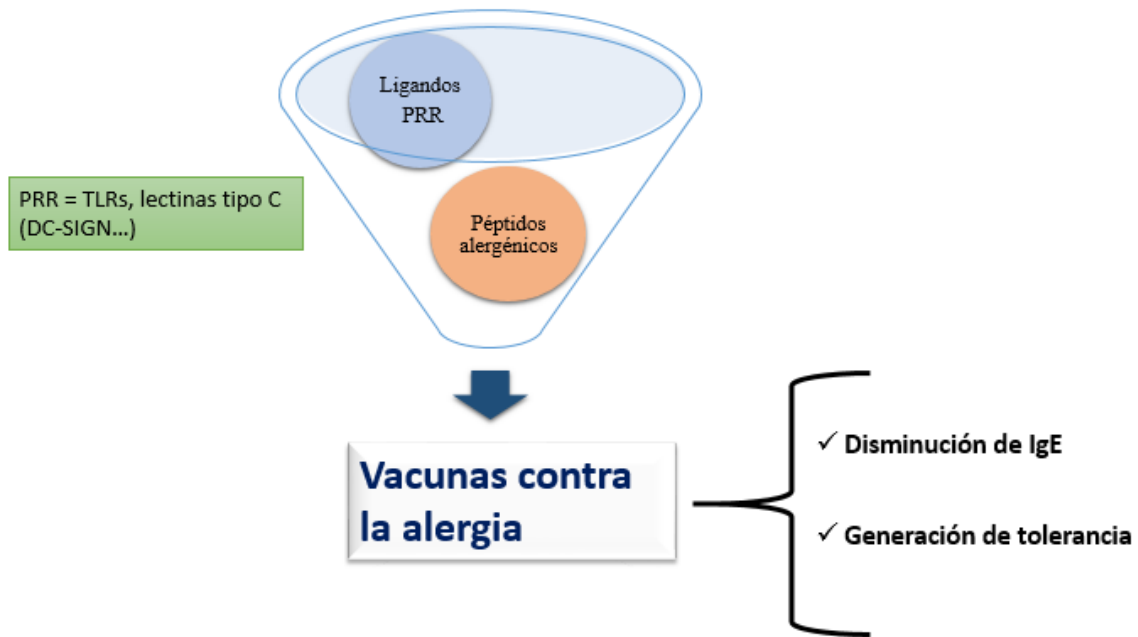 Ligandos
PRR
PRR = TLRs, lectinas tipo C
(DC-SIGN...)
Péptidos
alergénicos
Vacunas contra
la alergia
✓ Disminución de IgE
✓ Generación de tolerancia